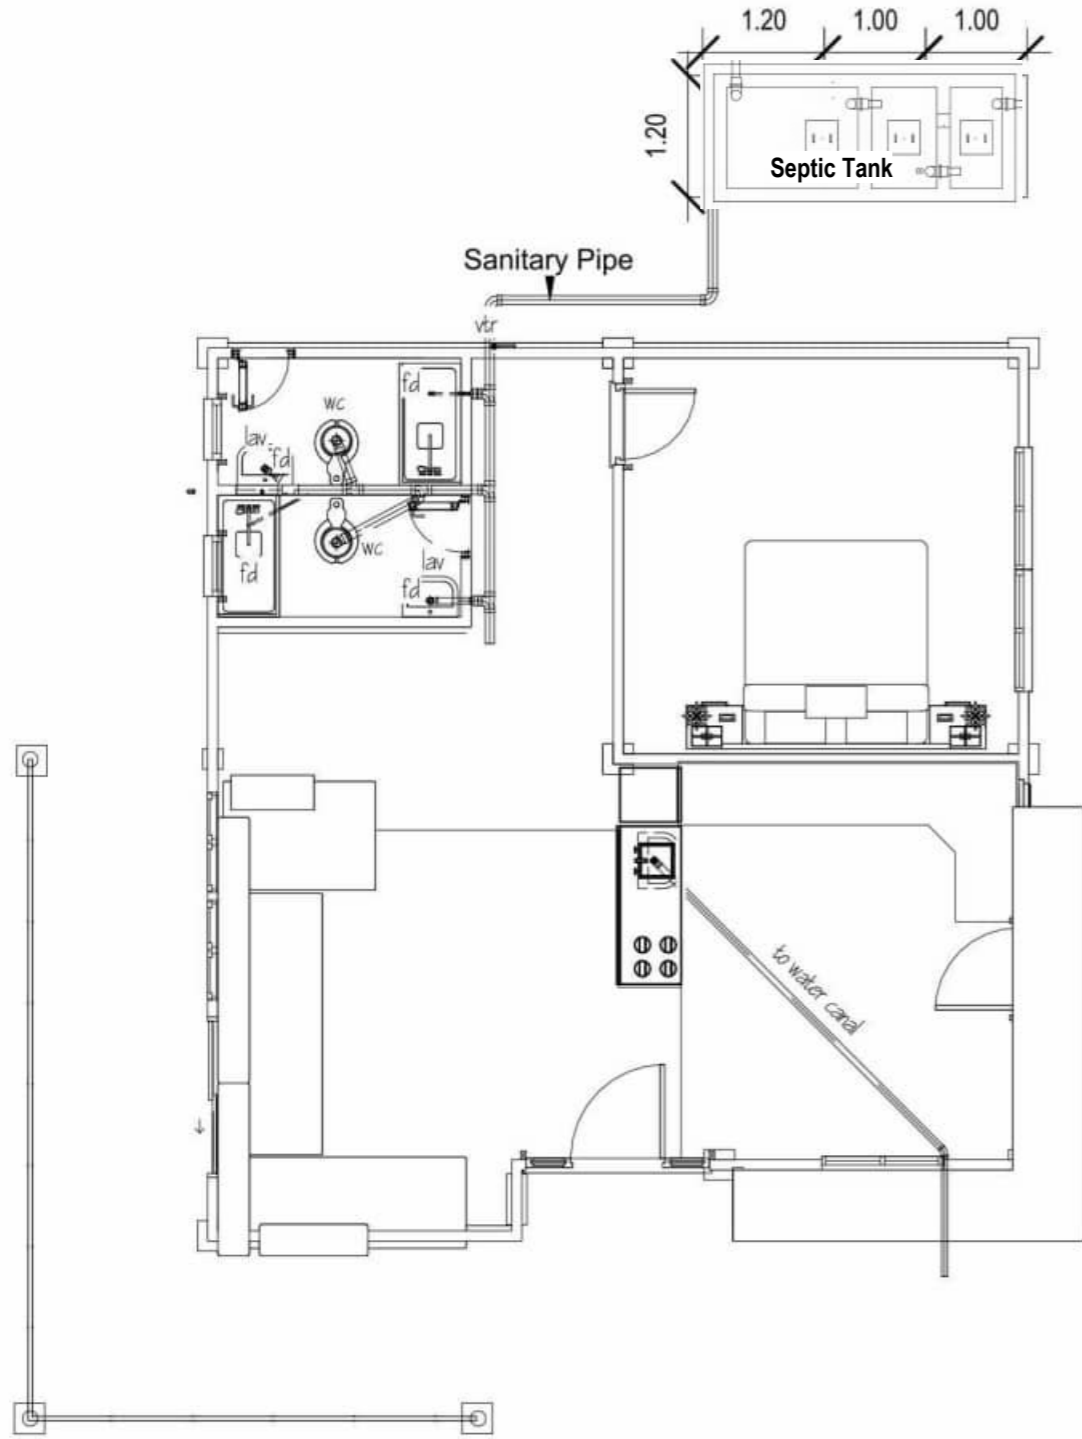 1.20 1.00 1.00
1.20
Septic Tank
Sanitary Pipe
vtr
fd
wc
lav
fd
wc
fd
lav
fd
to water canal